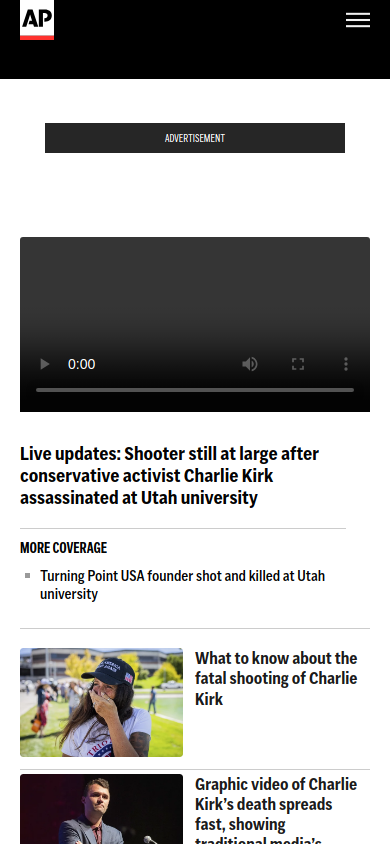 AP
ADVERTISEMENT
0:00
Live updates: Shooter still at large after
conservative activist Charlie Kirk
assassinated at Utah university
MORE COVERAGE
Turning Point USA founder shot and killed at Utah
university
What to know about the
fatal shooting of Charlie
Kirk
Graphic video of Charlie
Kirk’s death spreads
fast, showing
traditional media’s